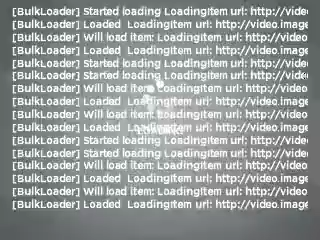 [BulkLoader] Started loading LoadingItem url: http://vide
[BulkLoader] Loaded LoadingItem url: http://video.image
[BulkLoader] Will load item: LoadingItem url: http://video
[BulkLoader] Loaded LoadingItem url: http://video.image
[BulkLoader] Started loading LoadingItem url: http://vide
[BulkLoader] Started loading LoadingItem url: http://vide
[BulkLoader] Will load item: LoadingItem url: http://video
[BulkLoader] Loaded LoadingItem url: http://video.image
[BulkLoader] Will load item: LoadingItem url: http://video
[BulkLoader] Loaded LoadingItem url: http://video.image
[BulkLoader] Started loading LoadingItem url: http://vide
[BulkLoader] Started loading LoadingItem url: http://vide
[BulkLoader] Will load item: LoadingItem url: http://video
[BulkLoader] Loaded LoadingItem url: http://video.image
[BulkLoader] Will load item: LoadingItem url: http://video
[BulkLoader] Loaded LoadingItem url: http://video.image